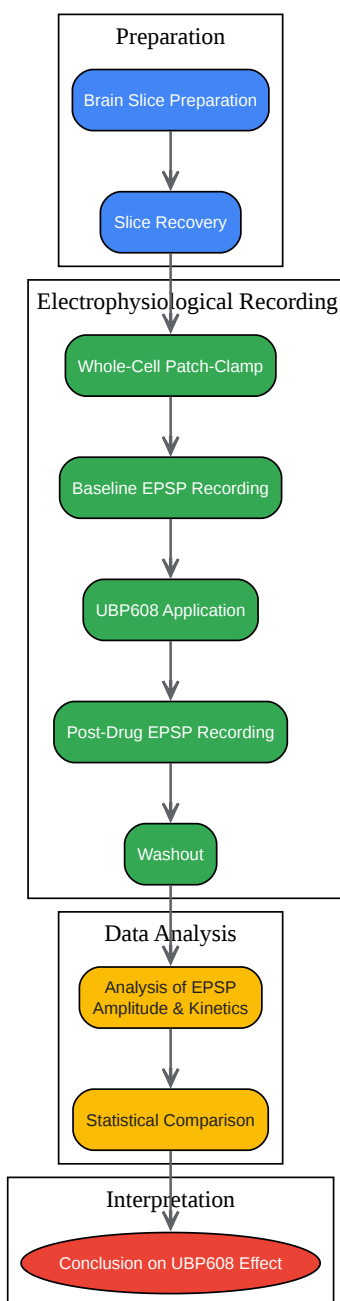 Preparation
Brain Slice Preparation
Slice Recovery
Electrophysiological Recording
Whole-Cell Patch-Clamp
Baseline EPSP Recording
UBP608 Application
Post-Drug EPSP Recording
Washout
Data Analysis
Analysis of EPSP
Amplitude & Kinetics
Statistical Comparison
Interpretation
Conclusion on UBP608 Effect